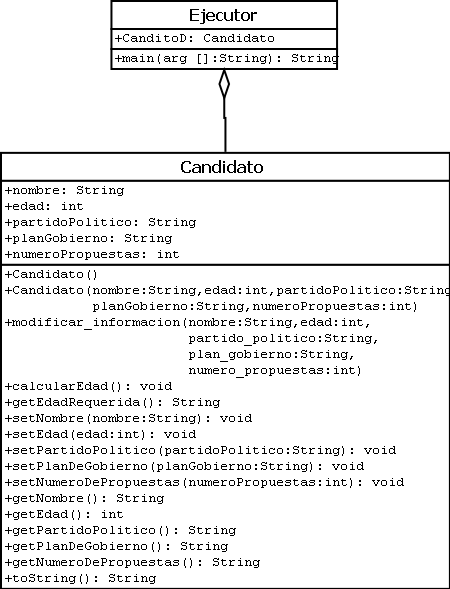 Ejecutor
+CanditoD: Candidato
+main(arg []:String): String
Candidato
+nombre: String
+edad: int
+partidoPolitico: String
+planGobierno: String
+numeroPropuestas: int
+Candidato()
+Candidato(nombre:String,edad:int,partidoPolitico:String
planGobierno:String,numeroPropuestas:int)
+modificar_informacion(nombre:String,edad:int,
partido_politico:String,
plan_gobierno:String,
numero_propuestas:int)
+calcularEdad(): void
+getEdadRequerida(): String
+setNombre(nombre:String): void
+setEdad(edad:int): void
+setPartidoPolitico(partidoPolitico:String): void
+setPlanDeGobierno(planGobierno:String): void
+setNumeroDePropuestas(numeroPropuestas:int): void
+getNombre(): String
+getEdad(): int
+getPartidoPolitico(): String
+getPlanDeGobierno(): String
+getNumeroDePropuestas(): String
+toString(): String